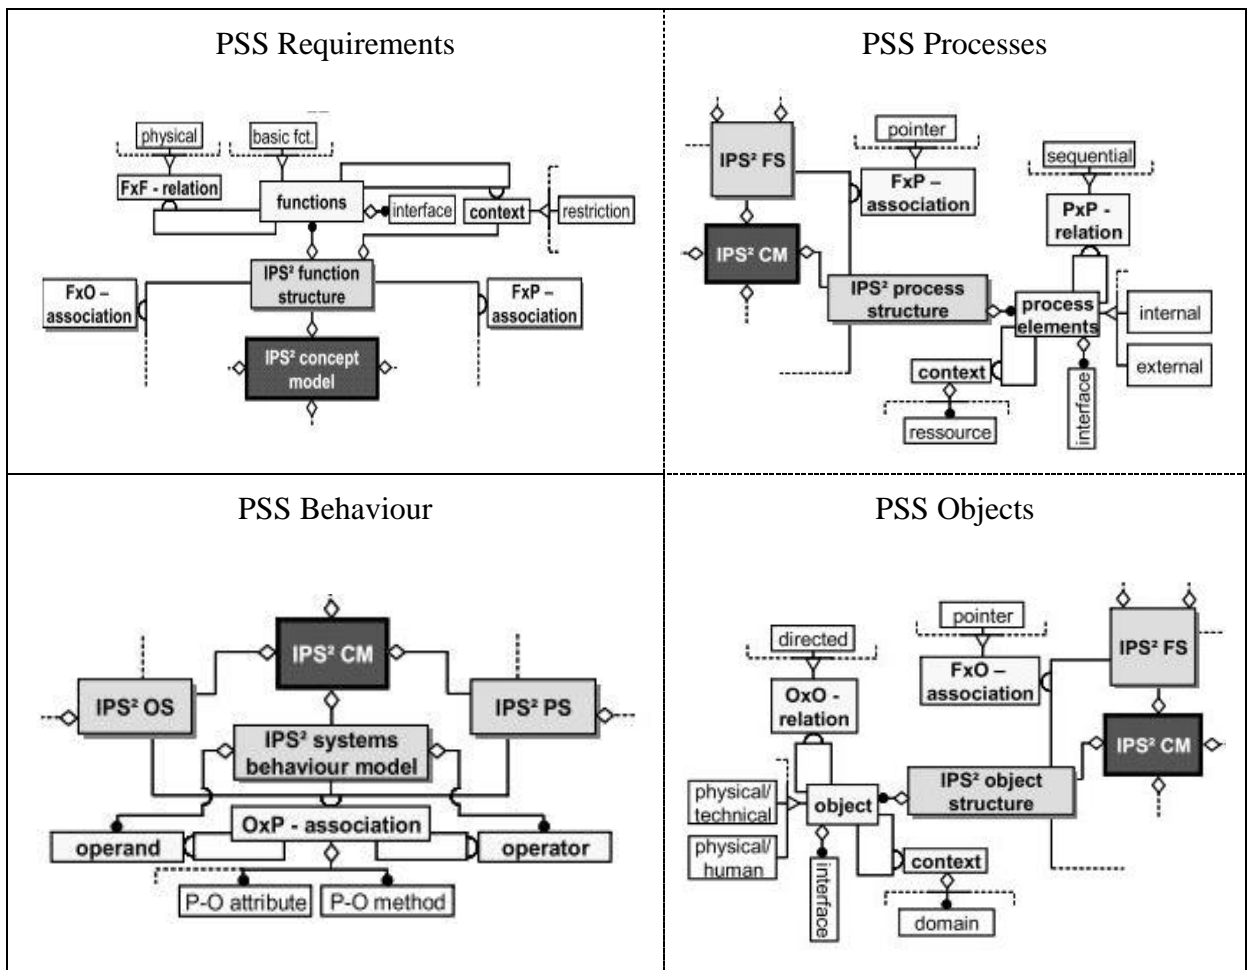 PSS Requirements
physical
basic fct.
FxF - relation
functions
interface
context
restriction
IPS² function
structure
FxO –
association
FxP –
association
IPS² concept
model
PSS Processes
IPS² FS
pointer
sequential
FxP –
association
PxP -
relation
IPS² CM
IPS² process
structure
process
elements
internal
external
context
ressource
interface
PSS Behaviour
IPS² CM
IPS² OS
IPS² PS
IPS² systems
behaviour model
OxP - association
operand
operator
P-O attribute
P-O method
PSS Objects
pointer
directed
IPS² FS
FxO –
association
OxO -
relation
IPS² CM
IPS² object
structure
physical/
technical
object
physical/
human
context
interface
domain